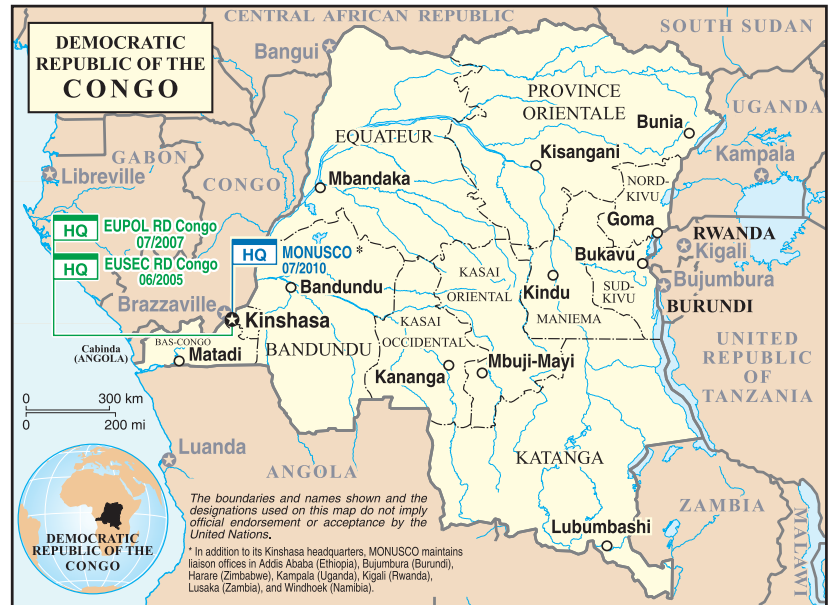 DEMOCRATIC
REPUBLIC OF THE
CONGO
CENTRAL AFRICAN REPUBLIC
SOUTH SUDAN
Bangui
PROVINCE
ORIENTALE
UGANDA
EQUATEUR
Bunia
GABON
Kisangani
Kampala
Libreville
CONGO
Mbandaka
NORD-
KIVU
Goma
RWANDA
HQ EUPOL RD Congo
07/2007
HQ EUSEC RD Congo
06/2005
HQ MONUSCO *
07/2010
Bukavu
Kigali
KASAI
ORIENTAL
Bujumbura
Bandundu
Kindu
SUD-
KIVU
BURUNDI
Brazzaville
Kinshasa
KASAI
OCCIDENTAL
MANIEMA
BAS-CONGO
BANDUNDU
Cabinda
(ANGOLA)
Matadi
UNITED
REPUBLIC
OF
TANZANIA
Mbuji-Mayi
Kananga
0 300 km
0 200 mi
Luanda
ANGOLA
KATANGA
ZAMBIA
MALAWI
Lubumbashi
DEMOCRATIC
REPUBLIC OF THE
CONGO
The boundaries and names shown and the
designations used on this map do not imply
official endorsement or acceptance by the
United Nations.
* In addition to its Kinshasa headquarters, MONUSCO maintains
liaison offices in Addis Ababa (Ethiopia), Bujumbura (Burundi),
Harare (Zimbabwe), Kampala (Uganda), Kigali (Rwanda),
Lusaka (Zambia), and Windhoek (Namibia).